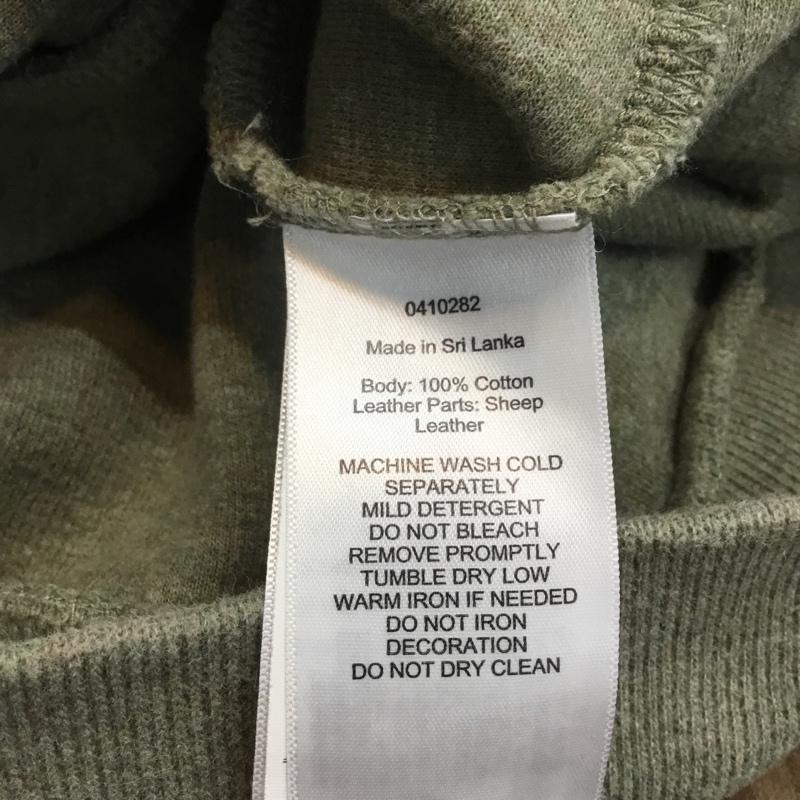 0410282
Made in Sri Lanka
Body: 100% Cotton
Leather Parts: Sheep
Leather
MACHINE WASH COLD
SEPARATELY
MILD DETERGENT
DO NOT BLEACH
REMOVE PROMPTLY
TUMBLE DRY LOW
WARM IRON IF NEEDED
DO NOT IRON
DECORATION
DO NOT DRY CLEAN